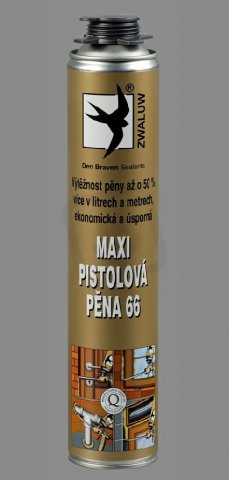 ZWALUW
®
Den Braven Sealants
Výtěžnost pěny až o 50 %
více v litrech a metrech,
ekonomická a úsporná
MAXI
PISTOLOVÁ
PĚNA 66
Q